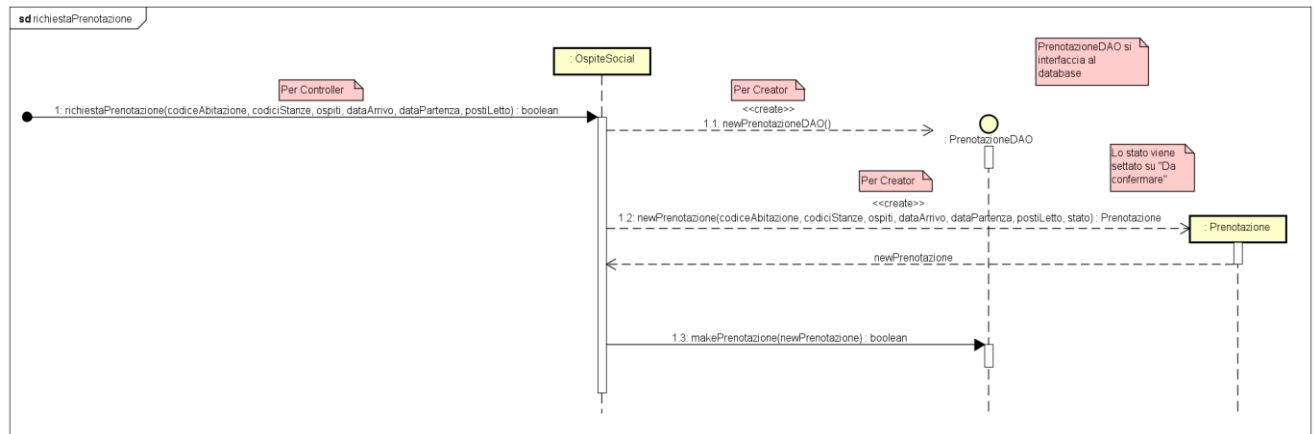 sd richiestaPrenotazione
PrenotazioneDAO si
interfaccia al
database
: OspiteSocial
Per Controller
Per Creator
1: richiestaPrenotazione(codiceAbitazione, codiciStanze, ospiti, dataArrivo, dataPartenza, postiLetto) : boolean
<<create>>
1.1: newPrenotazioneDAO()
: PrenotazioneDAO
Lo stato viene
settato su "Da
confermare"
Per Creator
<<create>>
1.2: newPrenotazione(codiceAbitazione, codiciStanze, ospiti, dataArrivo, dataPartenza, postiLetto, stato) : Prenotazione
: Prenotazione
newPrenotazione
1.3: makePrenotazione(newPrenotazione) : boolean